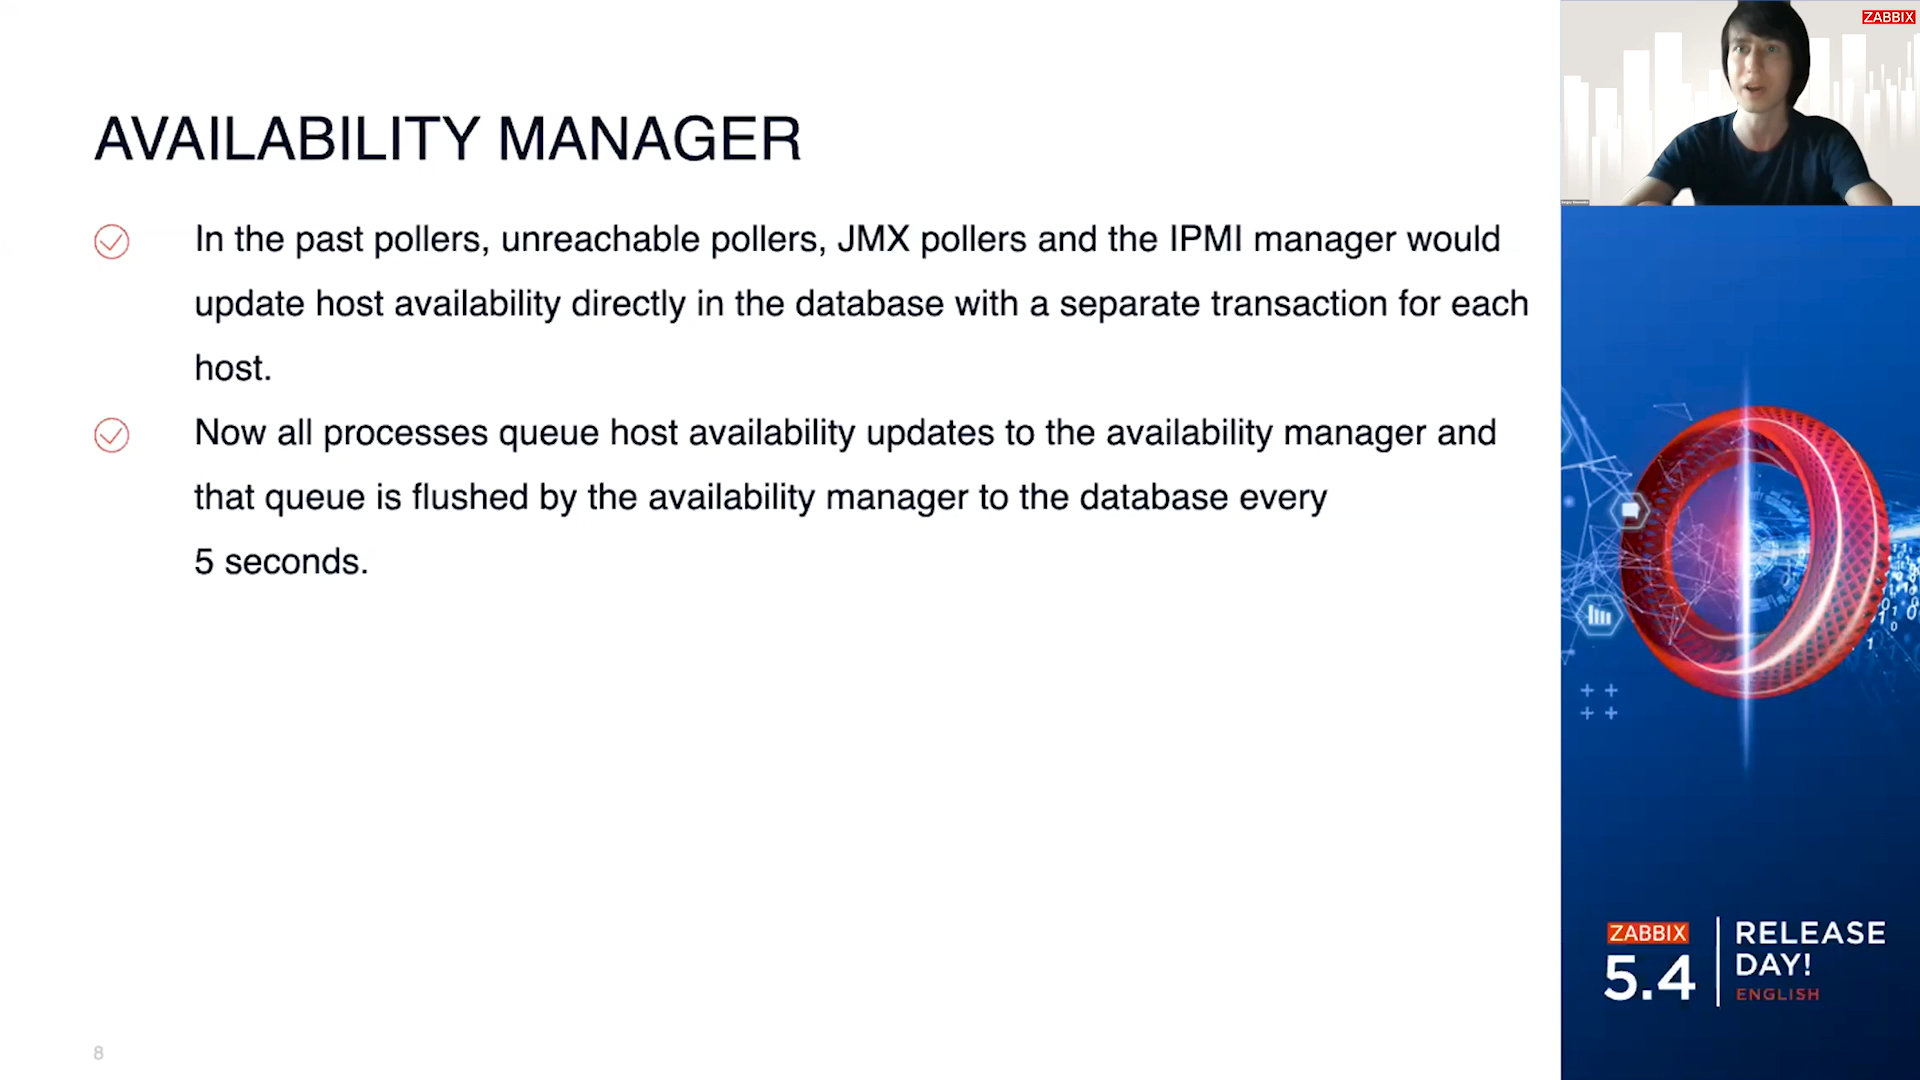 AVAILABILITY MANAGER
In the past pollers, unreachable pollers, JMX pollers and the IPMI manager would
update host availability directly in the database with a separate transaction for each
host.
Now all processes queue host availability updates to the availability manager and
that queue is flushed by the availability manager to the database every
5 seconds.
8
ZABBIX
ZABBIX
5.4
RELEASE
DAY!
ENGLISH